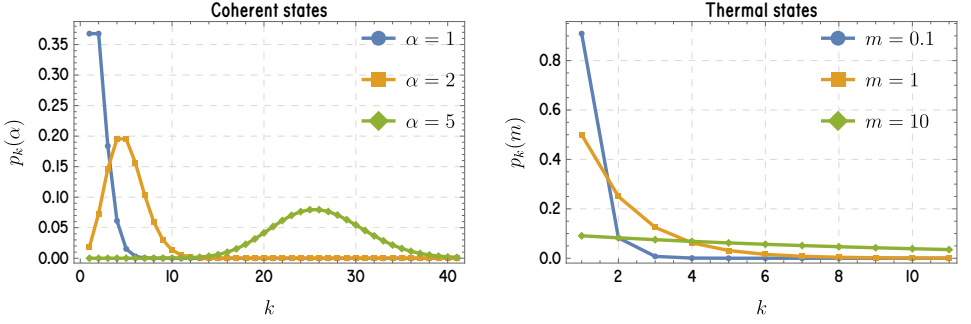 Coherent states
p_k(α)
0.35
0.30
0.25
0.20
0.15
0.10
0.05
0.00
0 10 20 30 40
k
α = 1
α = 2
α = 5
Thermal states
p_k(m)
0.8
0.6
0.4
0.2
0.0
2 4 6 8 10
k
m = 0.1
m = 1
m = 10